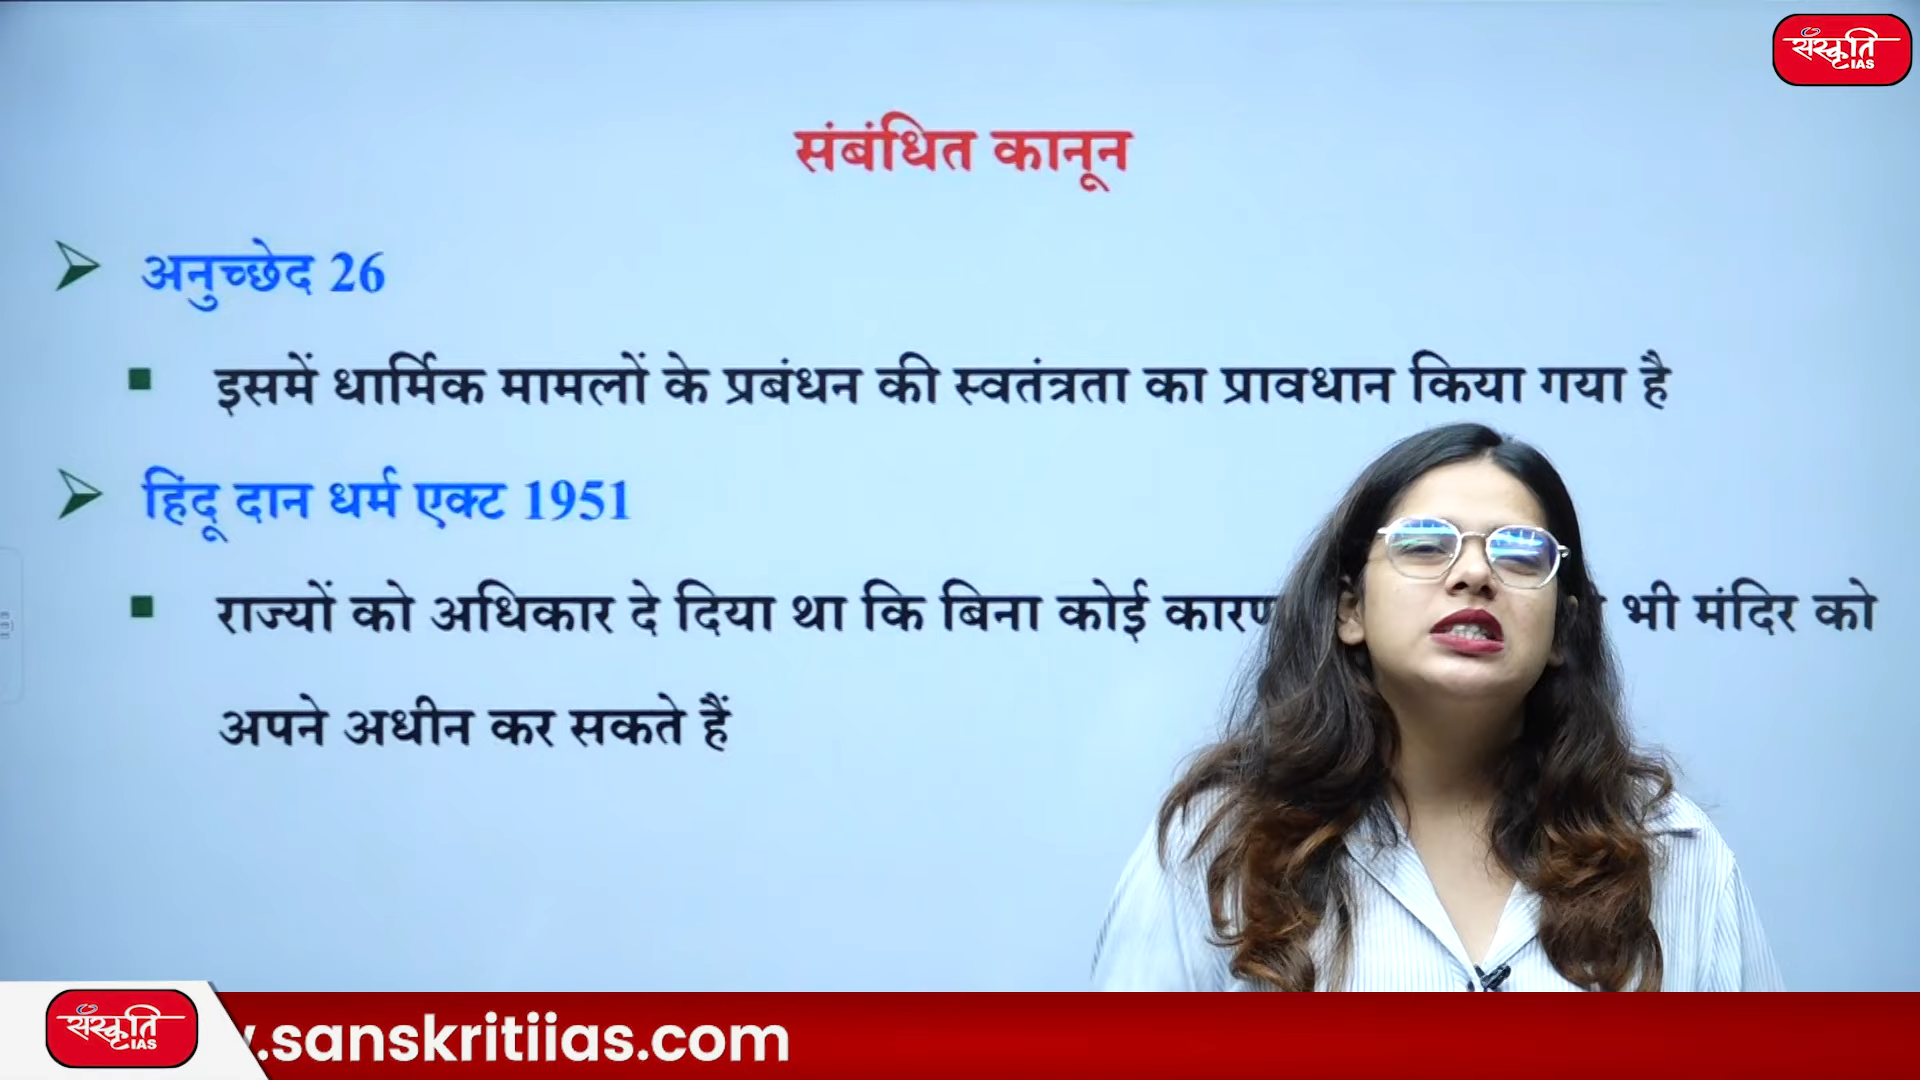 संस्कृति
IAS
संबंधित कानून
अनुच्छेद 26
इसमें धार्मिक मामलों के प्रबंधन की स्वतंत्रता का प्रावधान किया गया है
हिंदू दान धर्म एक्ट 1951
राज्यों को अधिकार दे दिया था कि बिना कोई कारण भी मंदिर को
अपने अधीन कर सकते हैं
संस्कृति
IAS
.sanskritiias.com